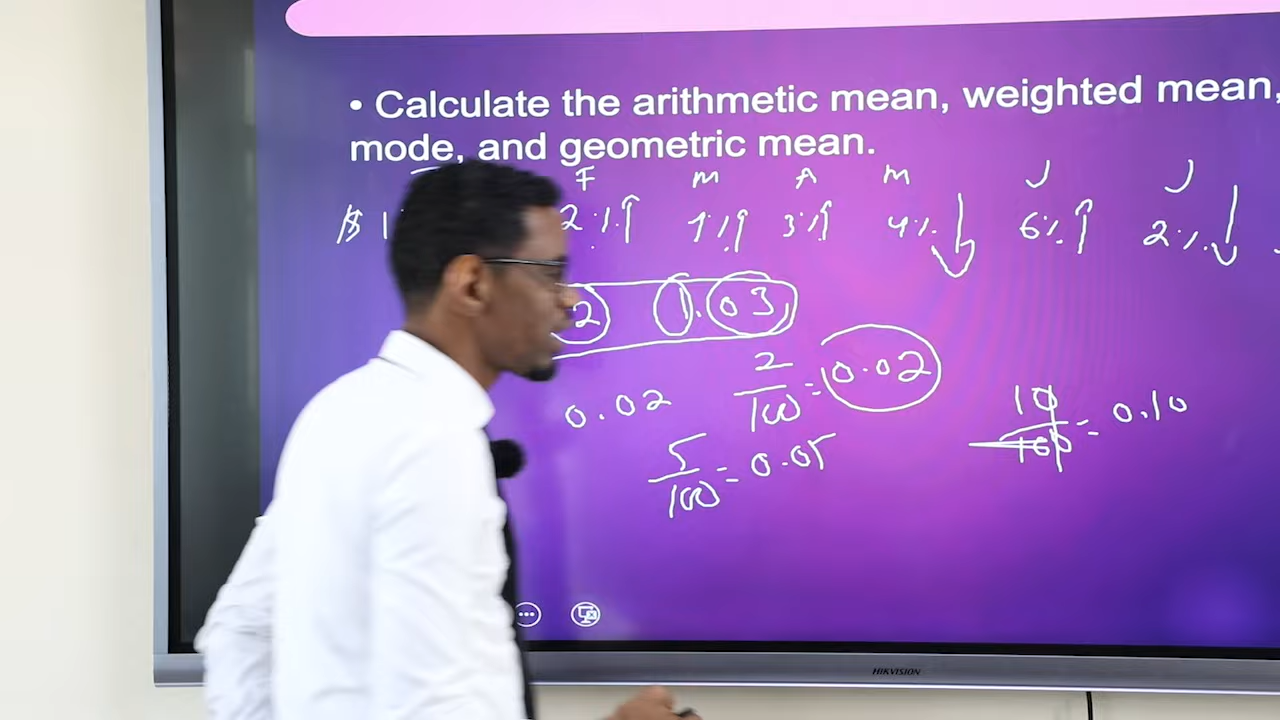 • Calculate the arithmetic mean, weighted mean,
mode, and geometric mean.
F M A M J J
$ 1 2% 1% 3% 4% 6% 2%
2 1.03
0.02 2/100 = 0.02
5/100 = 0.05
10/100 = 0.10
HIKVISION